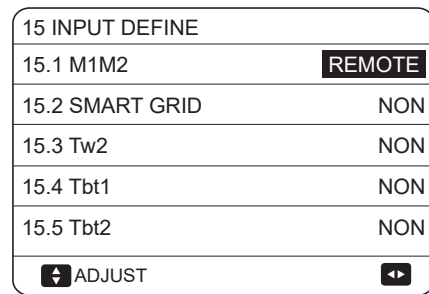 15 INPUT DEFINE
15.1 M1M2 REMOTE
15.2 SMART GRID NON
15.3 Tw2 NON
15.4 Tbt1 NON
15.5 Tbt2 NON
ADJUST